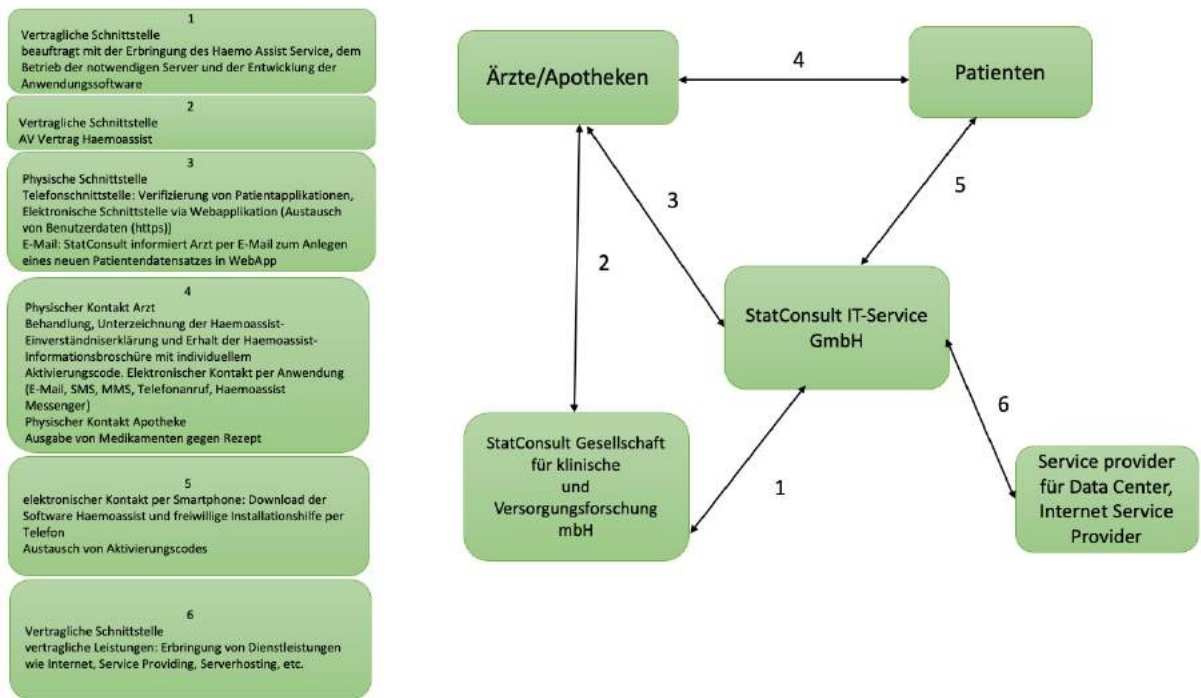 1
Vertragliche Schnittstelle
beauftragt mit der Erbringung des Haemo Assist Service, dem
Betrieb der notwendigen Server und der Entwicklung der
Anwendungssoftware
2
Vertragliche Schnittstelle
AV Vertrag Haemoassist
3
Physische Schnittstelle
Telefonschnittstelle: Verifizierung von Patientapplikationen,
Elektronische Schnittstelle via Webapplikation (Austausch
von Benutzerdaten (https))
E-Mail: StatConsult informiert Arzt per E-Mail zum Anlegen
eines neuen Patientendatensatzes in WebApp
4
Physischer Kontakt Arzt
Behandlung, Unterzeichnung der Haemoassist-
Einverständniserklärung und Erhalt der Haemoassist-
Informationsbroschüre mit individuellem
Aktivierungscode. Elektronischer Kontakt per Anwendung
(E-Mail, SMS, MMS, Telefonanruf, Haemoassist
Messenger)
Physischer Kontakt Apotheke
Ausgabe von Medikamenten gegen Rezept
5
elektronischer Kontakt per Smartphone: Download der
Software Haemoassist und freiwillige Installationshilfe per
Telefon
Austausch von Aktivierungscodes
6
Vertragliche Schnittstelle
vertragliche Leistungen: Erbringung von Dienstleistungen
wie Internet, Service Providing, Serverhosting, etc.
Ärzte/Apotheken
4
Patienten
3
5
2
StatConsult IT-Service
GmbH
6
StatConsult Gesellschaft
für klinische
und
Versorgungsforschung
mbH
1
Service provider
für Data Center,
Internet Service
Provider